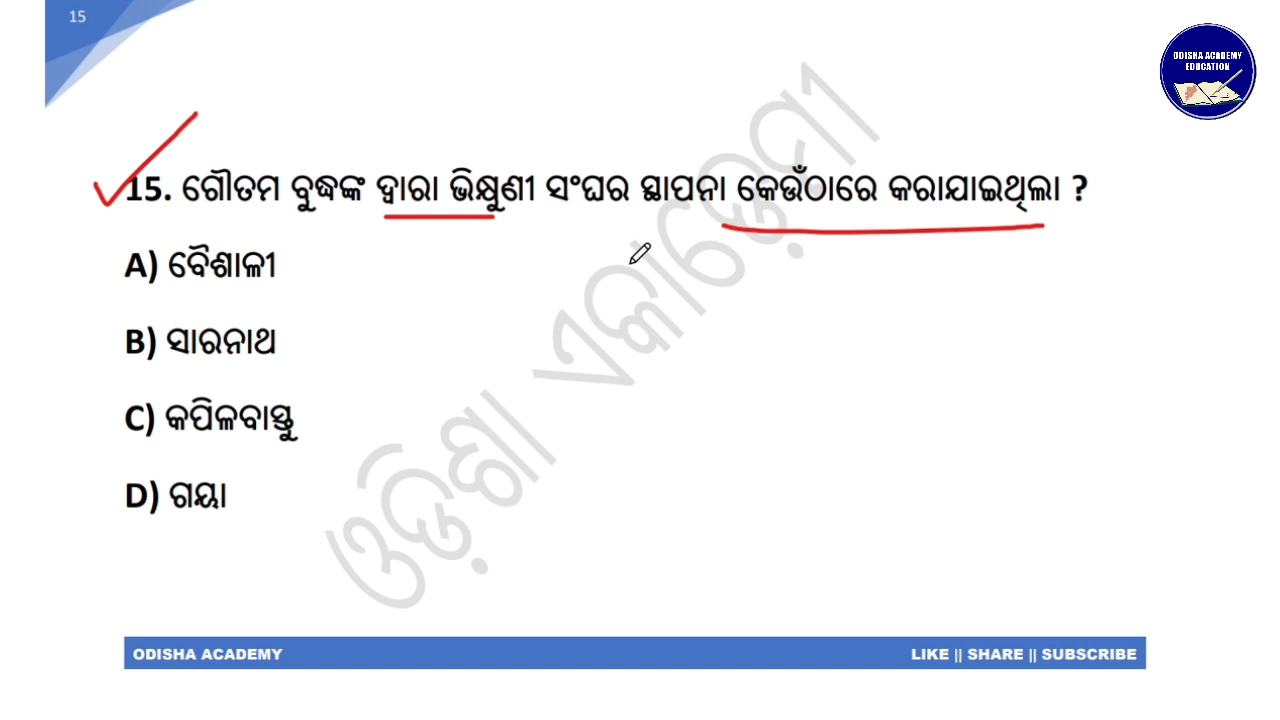 15
ODISHA ACADEMY
EDUCATION
15. ଗୌତମ ବୁଦ୍ଧଙ୍କ ଦ୍ୱାରା ଭିକ୍ଷୁଣୀ ସଂଘର ସ୍ଥାପନା କେଉଁଠାରେ କରାଯାଇଥିଲା ?
A) ବୈଶାଳୀ
B) ସାରନାଥ
C) କପିଳବାସ୍ତୁ
D) ଗୟା
ଓଡ଼ିଶା ଏକାଡ଼େମୀ
ODISHA ACADEMY
LIKE || SHARE || SUBSCRIBE